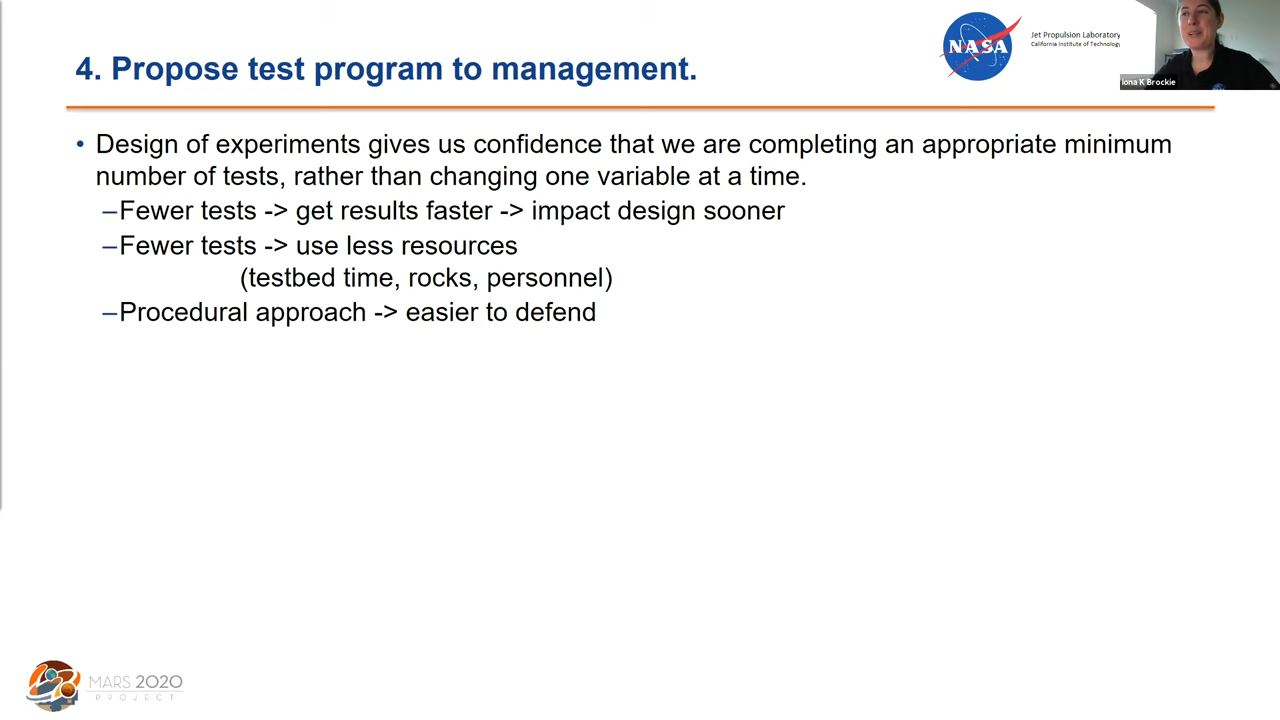 4. Propose test program to management.
NASA
Jet Propulsion Laboratory
California Institute of Technology
Iona K Brockie
• Design of experiments gives us confidence that we are completing an appropriate minimum
number of tests, rather than changing one variable at a time.
–Fewer tests -> get results faster -> impact design sooner
–Fewer tests -> use less resources
(testbed time, rocks, personnel)
–Procedural approach -> easier to defend
MARS 2020
PROJECT